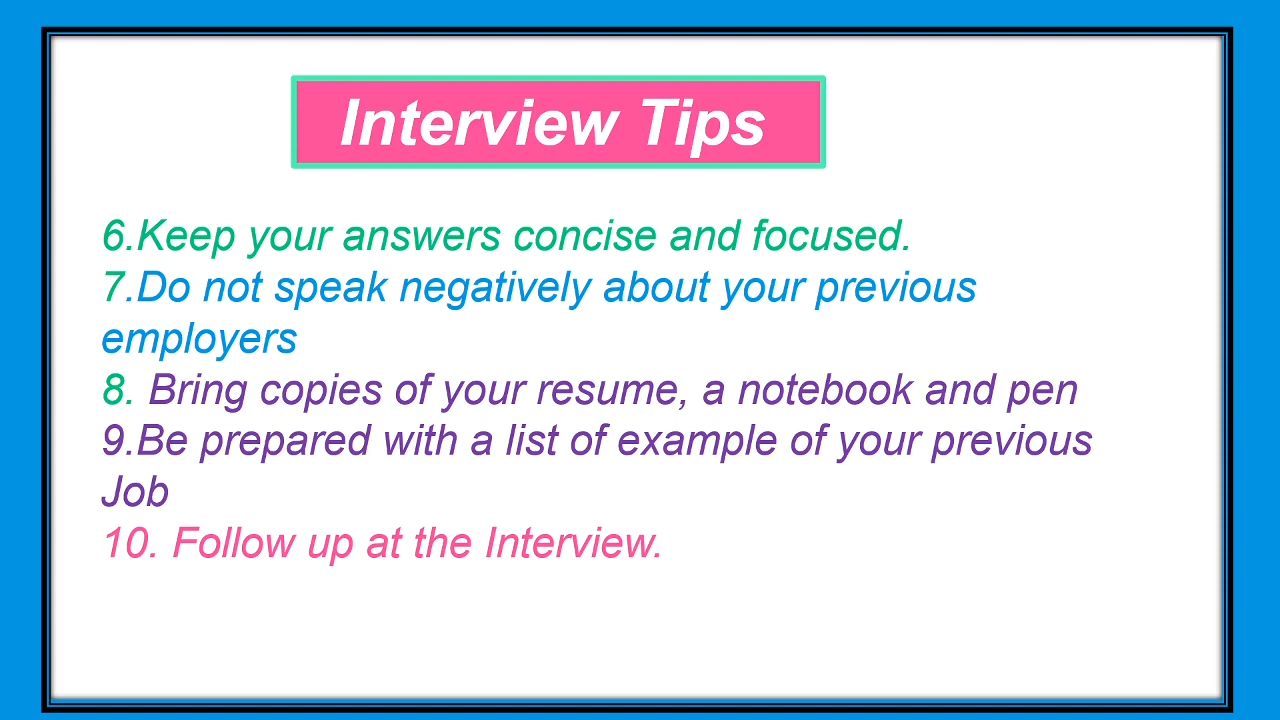 Interview Tips
6.Keep your answers concise and focused.
7.Do not speak negatively about your previous
employers
8. Bring copies of your resume, a notebook and pen
9.Be prepared with a list of example of your previous
Job
10. Follow up at the Interview.